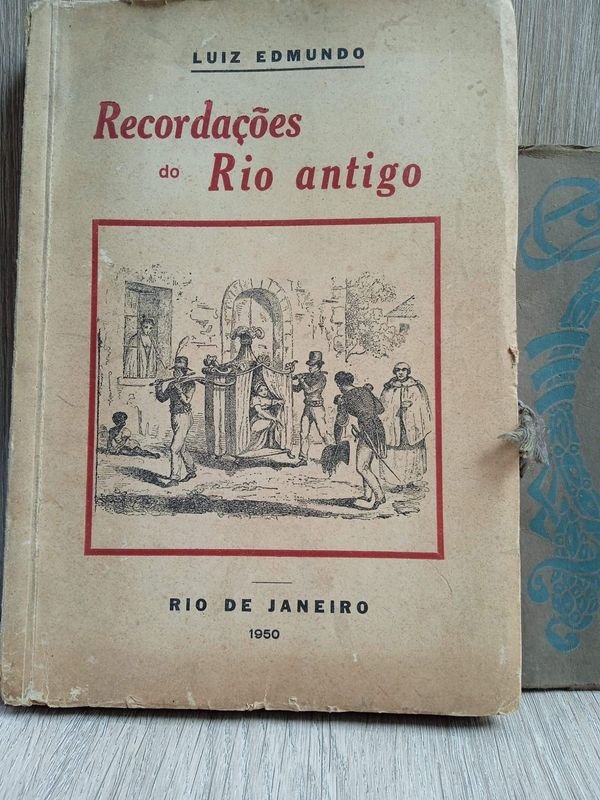 LUIZ EDMUNDO
Recordações
do Rio antigo
RIO DE JANEIRO
1950